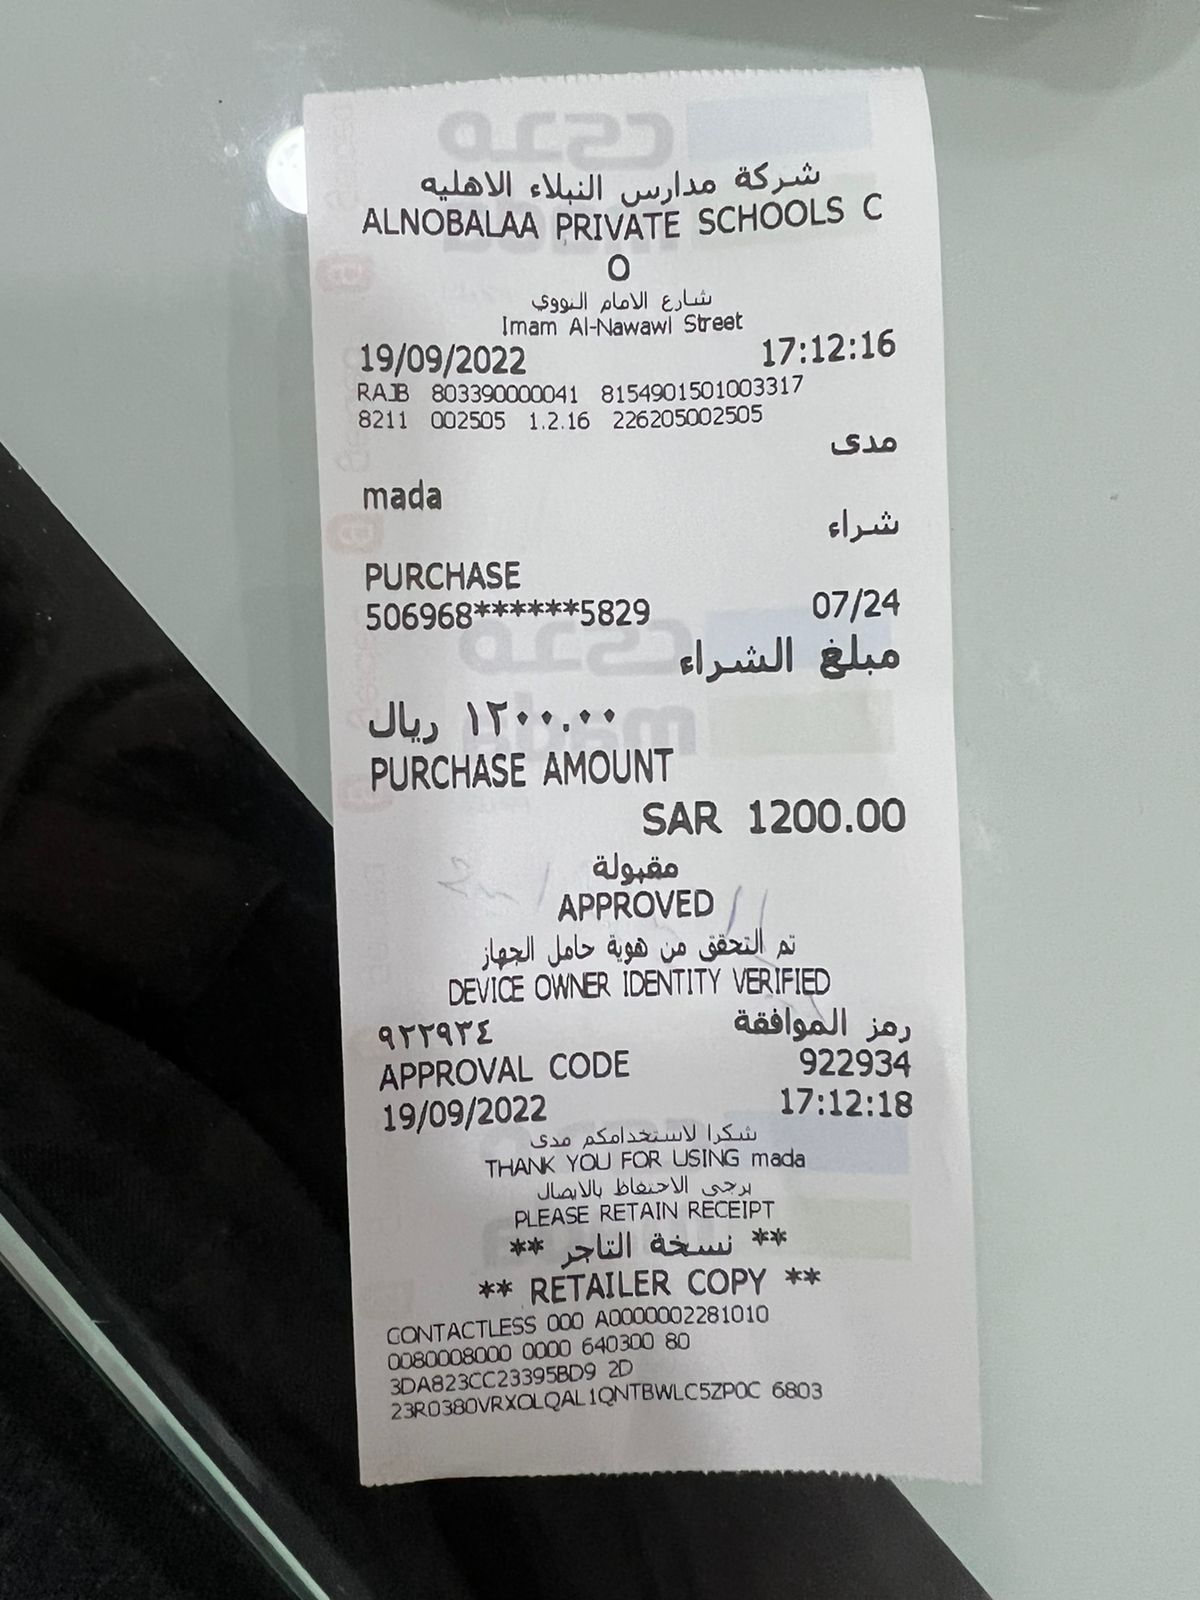 شركة مدارس النبلاء الاهليه
ALNOBALAA PRIVATE SCHOOLS C
O
شارع الامام النووي
Imam Al-Nawawi Street
19/09/2022 17:12:16
RAJB 803390000041 8154901501003317
8211 002505 1.2.16 226205002505
مدى
mada
شراء
PURCHASE
506968******5829 07/24
مبلغ الشراء
١٢٠٠.٠٠ ريال
PURCHASE AMOUNT
SAR 1200.00
مقبولة
APPROVED
تم التحقق من هوية حامل الجهاز
DEVICE OWNER IDENTITY VERIFIED
رمز الموافقة ٩٢٢٩٣٤
APPROVAL CODE 922934
19/09/2022 17:12:18
شكرا لاستخدامكم مدى
THANK YOU FOR USING mada
يرجى الاحتفاظ بالايصال
PLEASE RETAIN RECEIPT
** نسخة التاجر **
** RETAILER COPY **
CONTACTLESS 000 A0000002281010
0080008000 0000 640300 80
3DA823CC23395BD9 2D
23R0380VRXOLQAL1QNTBWLC5ZP0C 6803